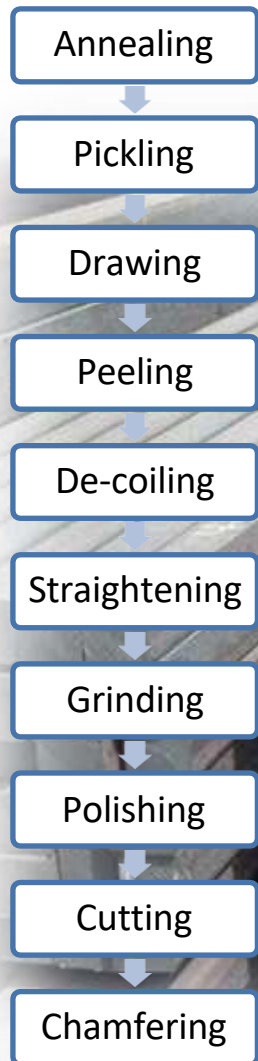 Annealing
Pickling
Drawing
Peeling
De-coiling
Straightening
Grinding
Polishing
Cutting
Chamfering